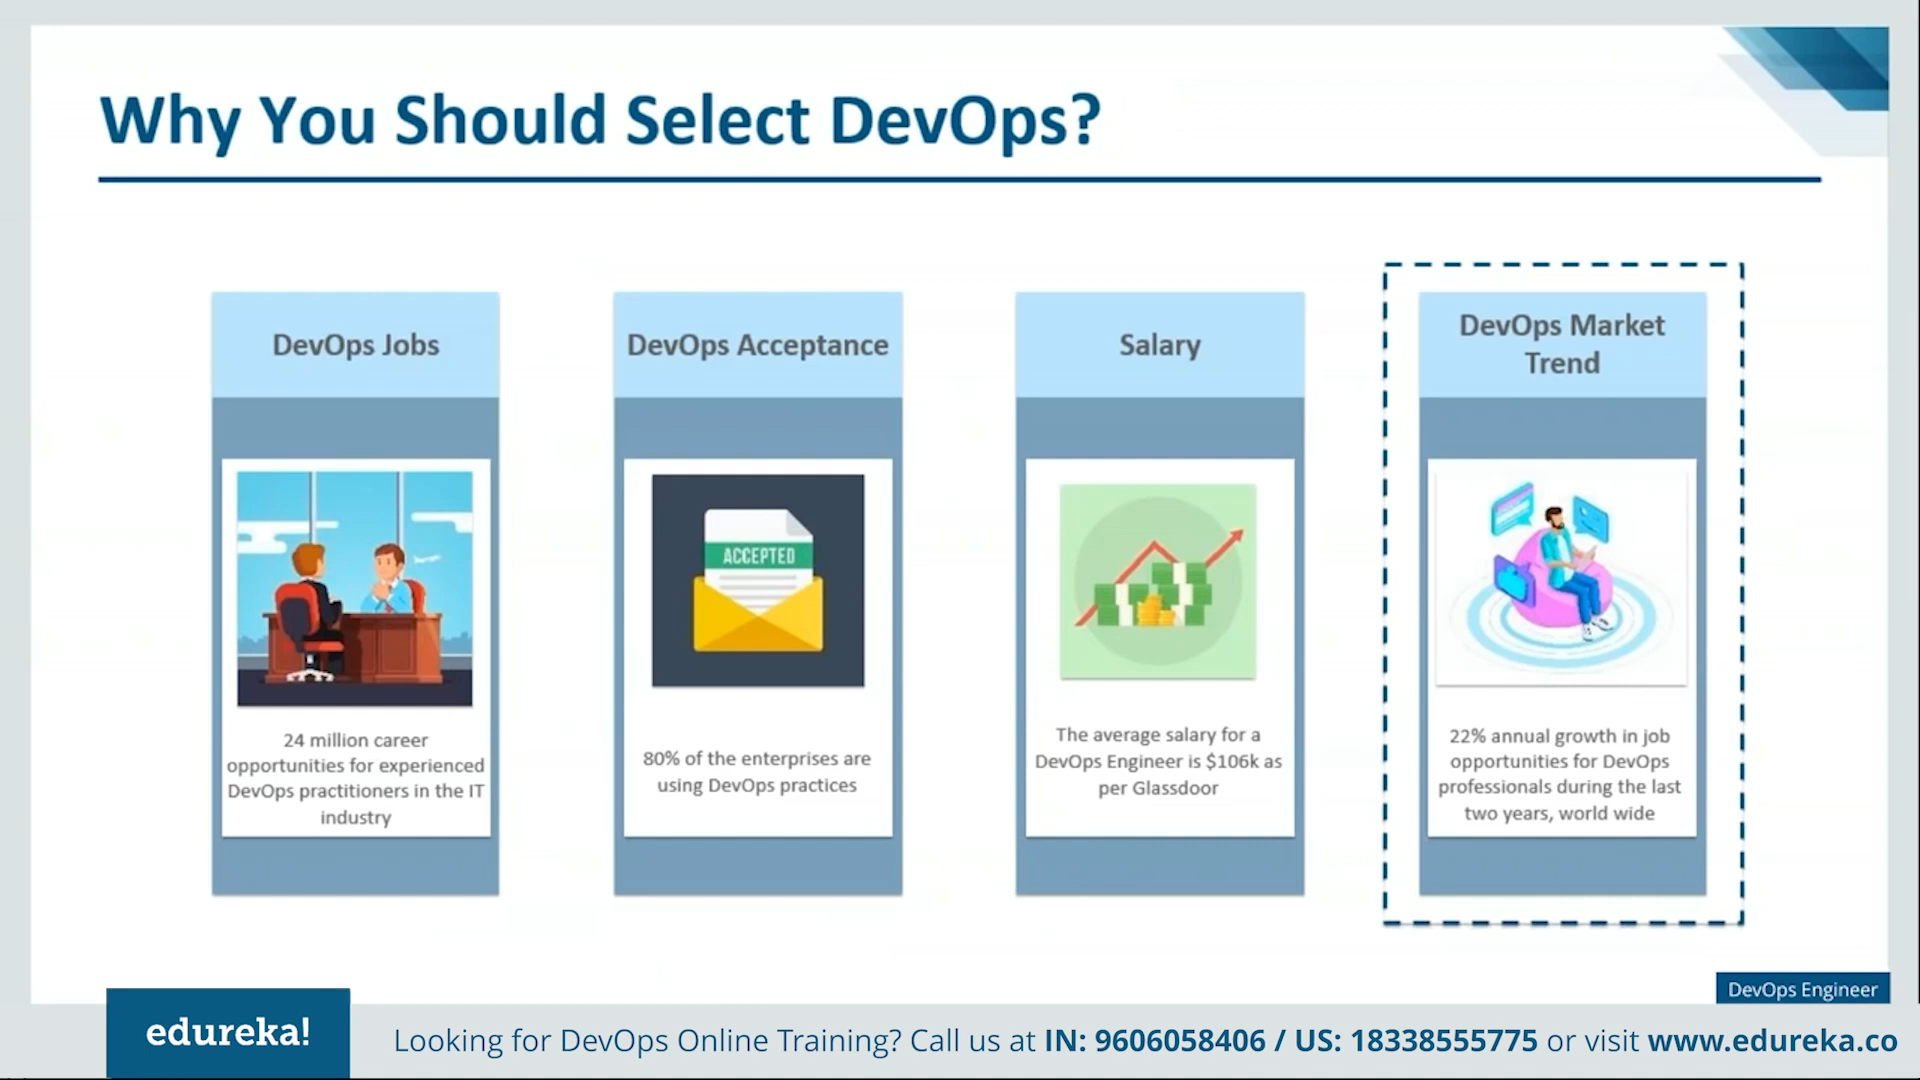 Why You Should Select DevOps?
DevOps Jobs
24 million career
opportunities for experienced
DevOps practitioners in the IT
industry
DevOps Acceptance
ACCEPTED
80% of the enterprises are
using DevOps practices
Salary
The average salary for a
DevOps Engineer is $106k as
per Glassdoor
DevOps Market
Trend
22% annual growth in job
opportunities for DevOps
professionals during the last
two years, world wide
DevOps Engineer
edureka!
Looking for DevOps Online Training? Call us at IN: 9606058406 / US: 18338555775 or visit www.edureka.co